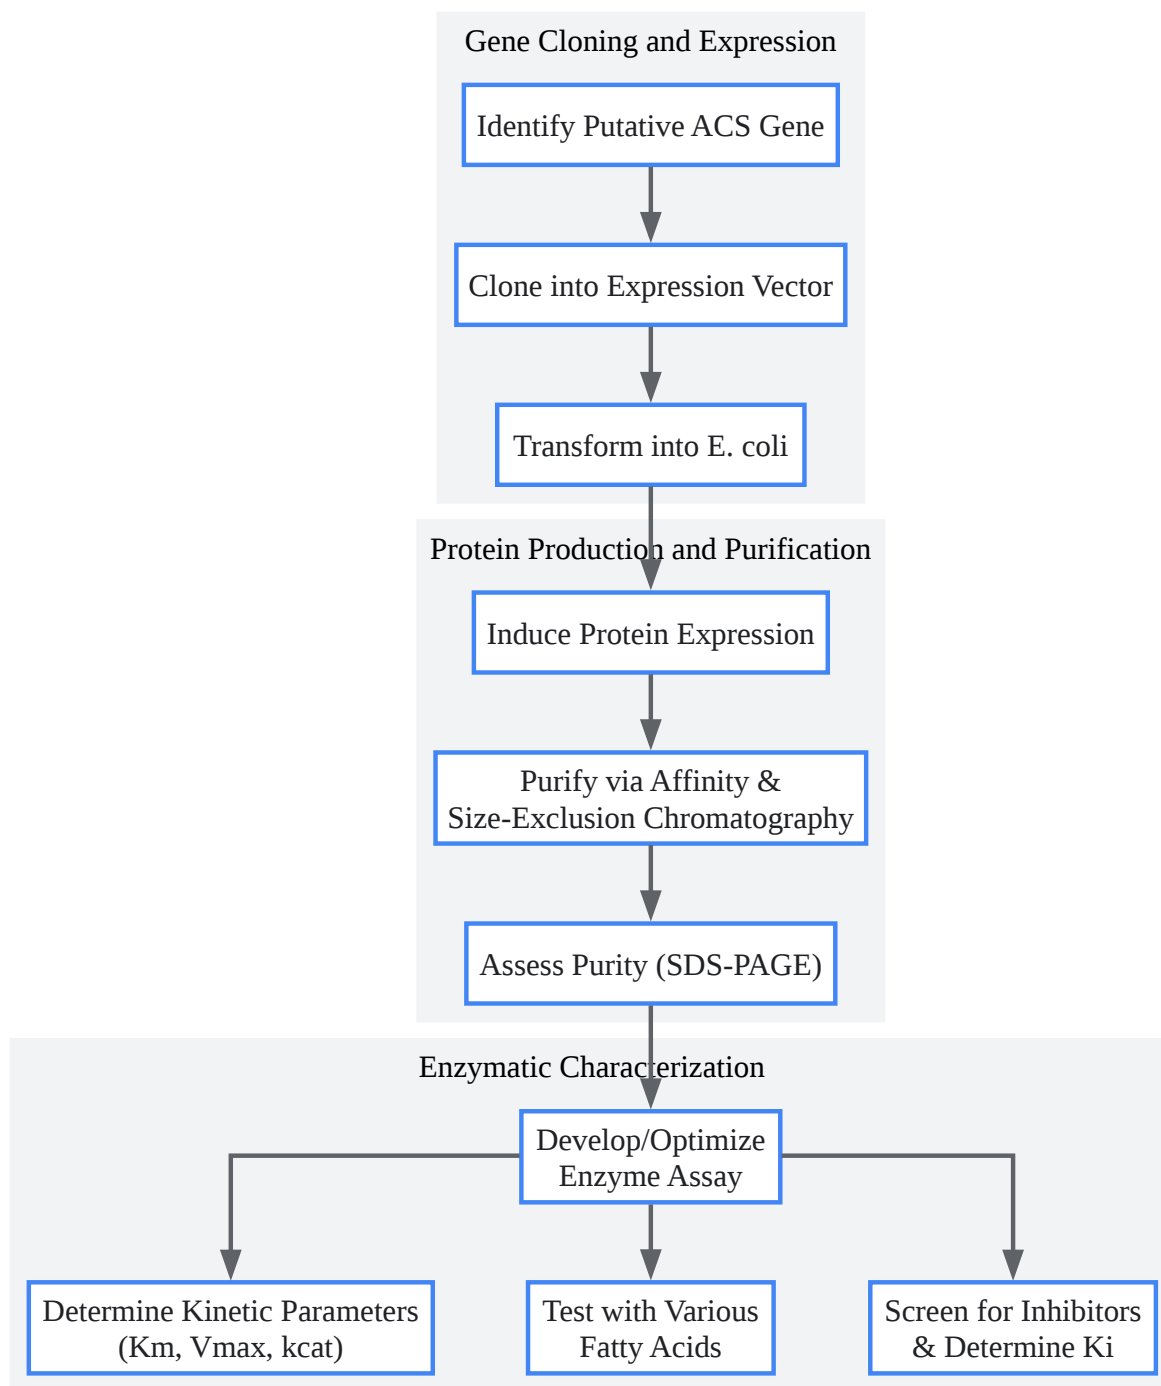 Gene Cloning and Expression
Identify Putative ACS Gene
Clone into Expression Vector
Transform into E. coli
Protein Production and Purification
Induce Protein Expression
Purify via Affinity &
Size-Exclusion Chromatography
Assess Purity (SDS-PAGE)
Enzymatic Characterization
Develop/Optimize
Enzyme Assay
Determine Kinetic Parameters
(Km, Vmax, kcat)
Test with Various
Fatty Acids
Screen for Inhibitors
& Determine Ki